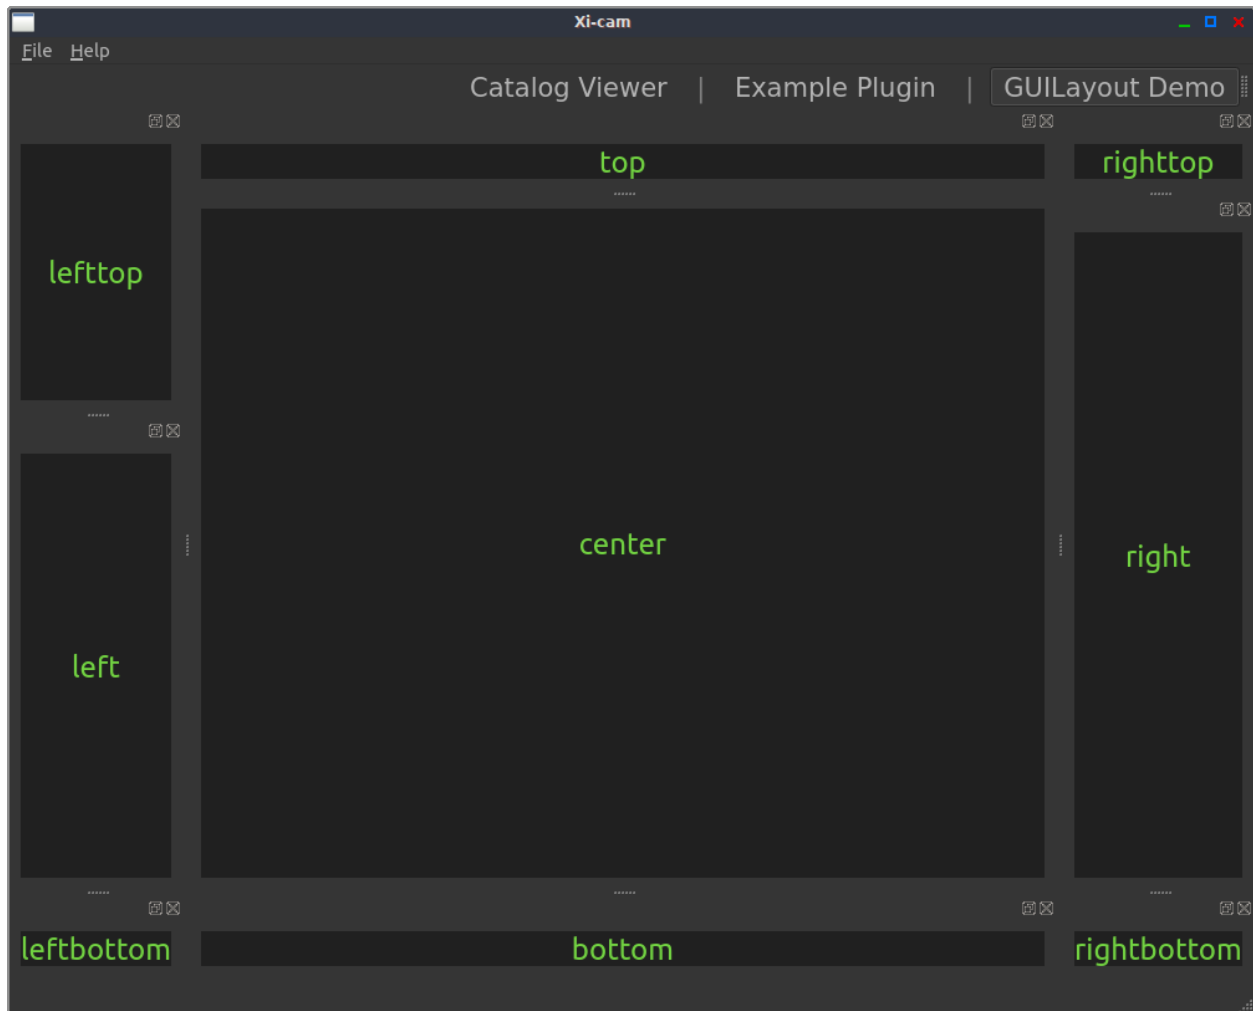 Xi-cam
File Help
Catalog Viewer | Example Plugin | GUILayout Demo
top
righttop
lefttop
center
right
left
leftbottom
bottom
rightbottom